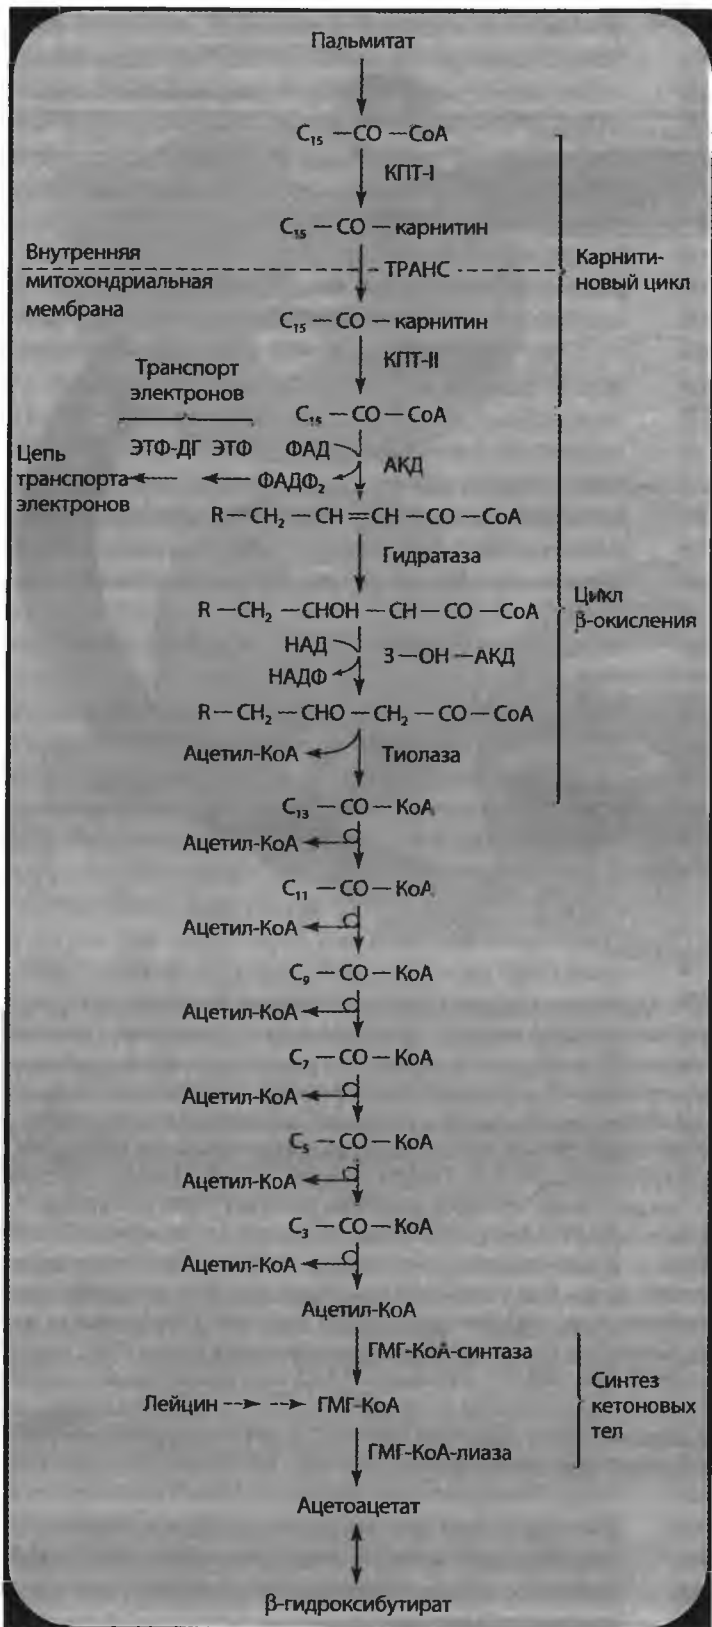 Пальмитат
C₁₅ — CO — CoA
КПТ-I
C₁₅ — CO — карнитин
Внутренняя
митохондриальная
мембрана
ТРАНС
Карнити-
новый цикл
C₁₅ — CO — карнитин
КПТ-II
Транспорт
электронов
C₁₅ — CO — CoA
ЭТФ-ДГ ЭТФ
ФАД
АКД
Цепь
транспорта
электронов
ФАДФ₂
R—CH₂—CH=CH—CO—CoA
Гидратаза
R—CH₂—CHOH—CH—CO—CoA
Цикл
β-окисления
НАД
3—ОН—АКД
НАДФ
R—CH₂—CHO—CH₂—CO—CoA
Ацетил-КоА
Тиолаза
C₁₃ — CO — КоА
Ацетил-КоА
C₁₁ — CO — КоА
Ацетил-КоА
C₉ — CO — КоА
Ацетил-КоА
C₇ — CO — КоА
Ацетил-КоА
C₅ — CO — КоА
Ацетил-КоА
C₃ — CO — КоА
Ацетил-КоА
Ацетил-КоА
ГМГ-КоА-синтаза
Лейцин
ГМГ-КоА
Синтез
кетоновых
тел
ГМГ-КоА-лиаза
Ацетоацетат
β-гидроксибутират